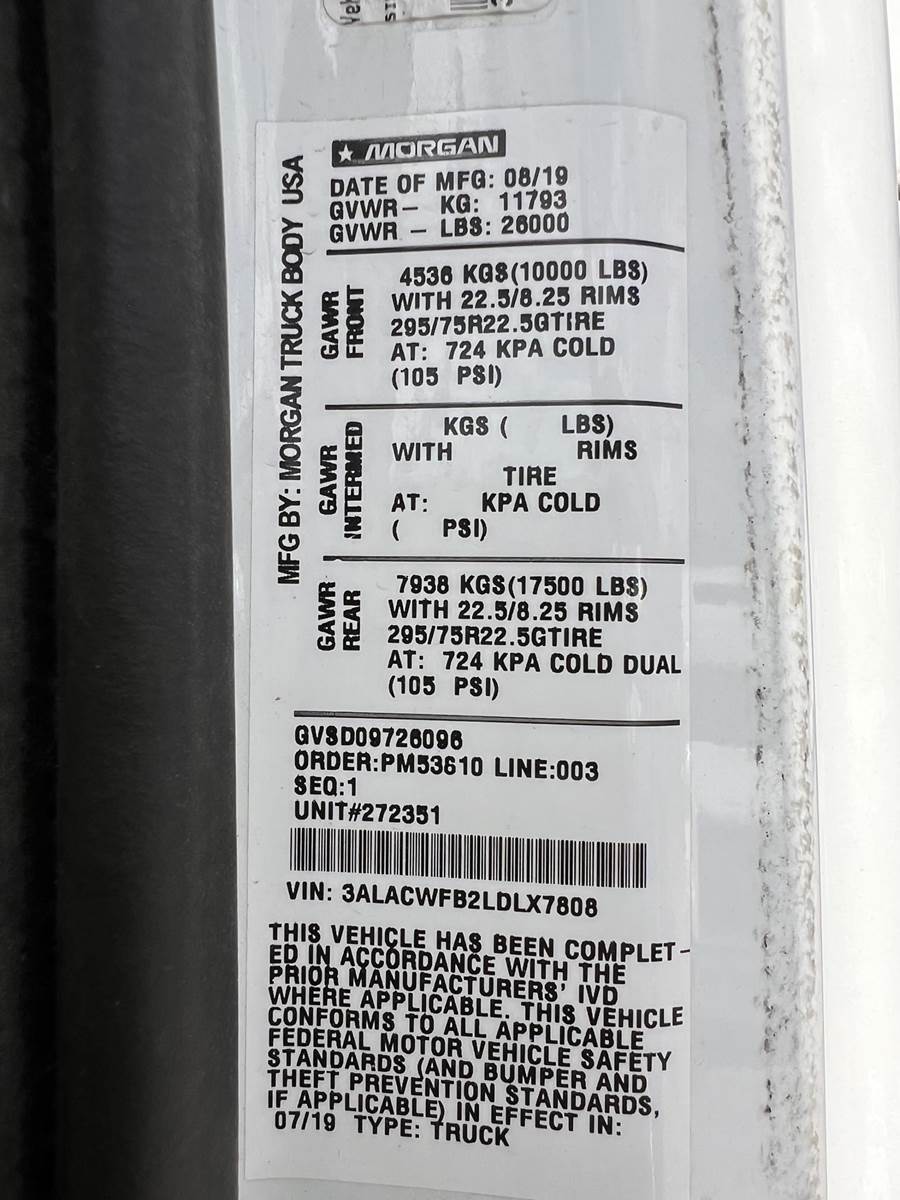 MORGAN
DATE OF MFG: 08/19
GVWR– KG: 11793
GVWR – LBS: 26000
MFG BY: MORGAN TRUCK BODY USA
GAWR
FRONT
4536 KGS(10000 LBS)
WITH 22.5/8.25 RIMS
295/75R22.5GTIRE
AT: 724 KPA COLD
(105 PSI)
GAWR
INTERMED
KGS ( LBS)
WITH RIMS
TIRE
AT: KPA COLD
( PSI)
GAWR
REAR
7938 KGS(17500 LBS)
WITH 22.5/8.25 RIMS
295/75R22.5GTIRE
AT: 724 KPA COLD DUAL
(105 PSI)
GVSD09726096
ORDER:PM53610 LINE:003
SEQ:1
UNIT#272351
VIN: 3ALACWFB2LDLX7808
THIS VEHICLE HAS BEEN COMPLET-
ED IN ACCORDANCE WITH THE
PRIOR MANUFACTURERS' IVD
WHERE APPLICABLE. THIS VEHICLE
CONFORMS TO ALL APPLICABLE
FEDERAL MOTOR VEHICLE SAFETY
STANDARDS (AND BUMPER AND
THEFT PREVENTION STANDARDS,
IF APPLICABLE) IN EFFECT IN:
07/19 TYPE: TRUCK